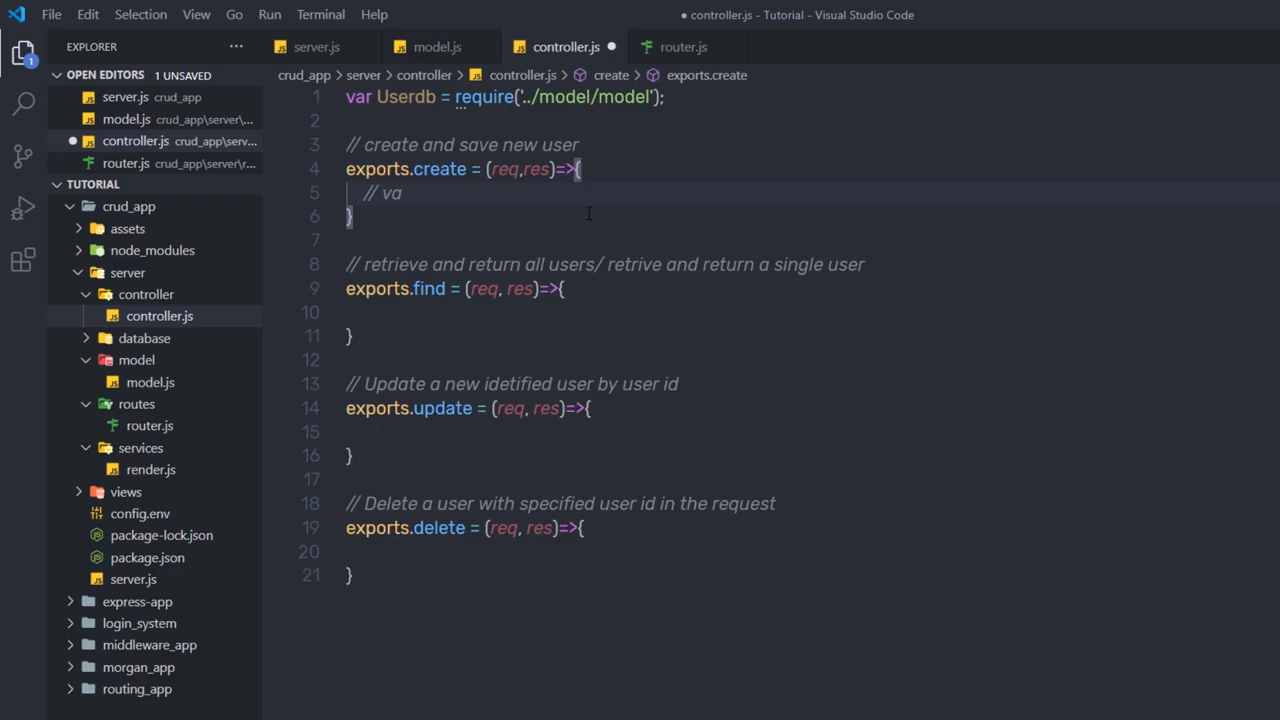 File Edit Selection View Go Run Terminal Help
● controller.js - Tutorial - Visual Studio Code
1
EXPLORER
OPEN EDITORS 1 UNSAVED
server.js crud_app
model.js crud_app\server\...
controller.js crud_app\serv...
router.js crud_app\server\r...
TUTORIAL
crud_app
assets
node_modules
server
controller
controller.js
database
model
model.js
routes
router.js
services
render.js
views
config.env
package-lock.json
package.json
server.js
express-app
login_system
middleware_app
morgan_app
routing_app
server.js model.js controller.js router.js
crud_app > server > controller > controller.js > create > exports.create
1 var Userdb = require('../model/model');
2
3 // create and save new user
4 exports.create = (req,res)=>{
5 // va
6 }
7
8 // retrieve and return all users/ retrive and return a single user
9 exports.find = (req, res)=>{
10
11 }
12
13 // Update a new idetified user by user id
14 exports.update = (req, res)=>{
15
16 }
17
18 // Delete a user with specified user id in the request
19 exports.delete = (req, res)=>{
20
21 }